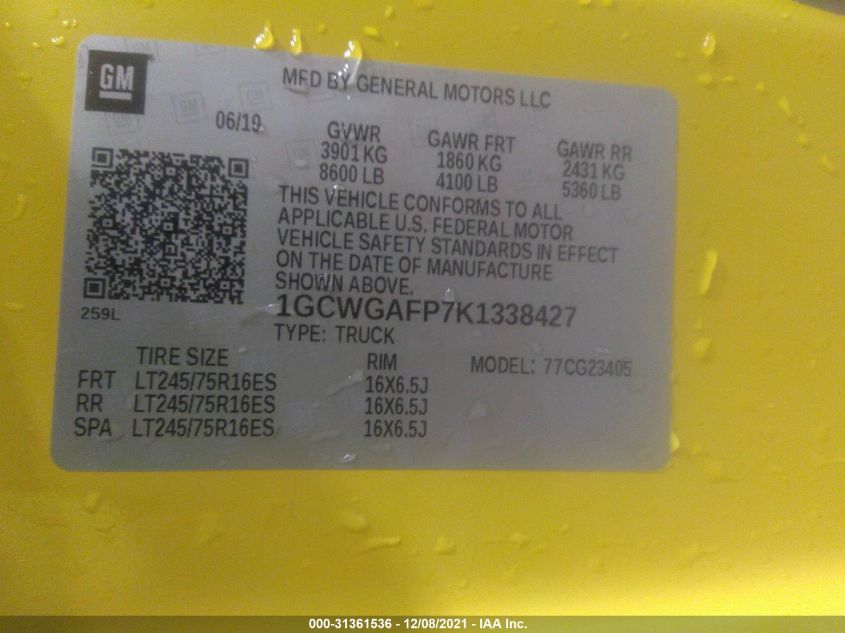 GM
MFD BY GENERAL MOTORS LLC
06/19
GVWR
3901 KG
8600 LB
GAWR FRT
1860 KG
4100 LB
GAWR RR
2431 KG
5360 LB
THIS VEHICLE CONFORMS TO ALL
APPLICABLE U.S. FEDERAL MOTOR
VEHICLE SAFETY STANDARDS IN EFFECT
ON THE DATE OF MANUFACTURE
SHOWN ABOVE.
259L
1GCWGAFP7K1338427
TYPE: TRUCK
TIRE SIZE RIM MODEL: 77CG23405
FRT LT245/75R16ES 16X6.5J
RR LT245/75R16ES 16X6.5J
SPA LT245/75R16ES 16X6.5J
000-31361536 - 12/08/2021 - IAA Inc.